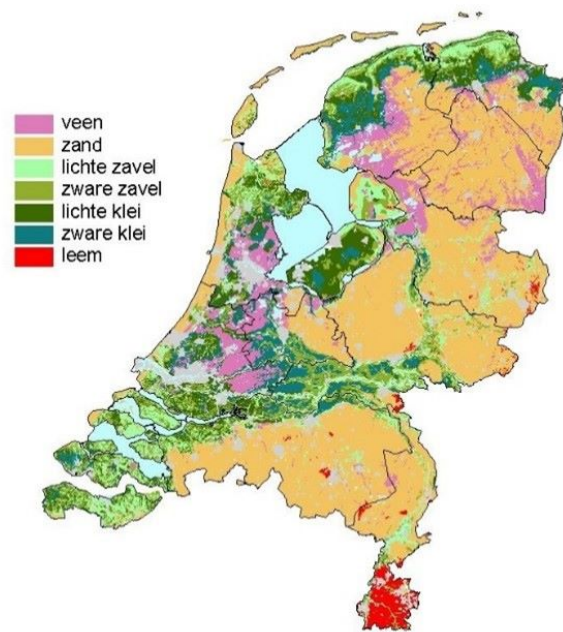 veen
zand
lichte zavel
zware zavel
lichte klei
zware klei
leem